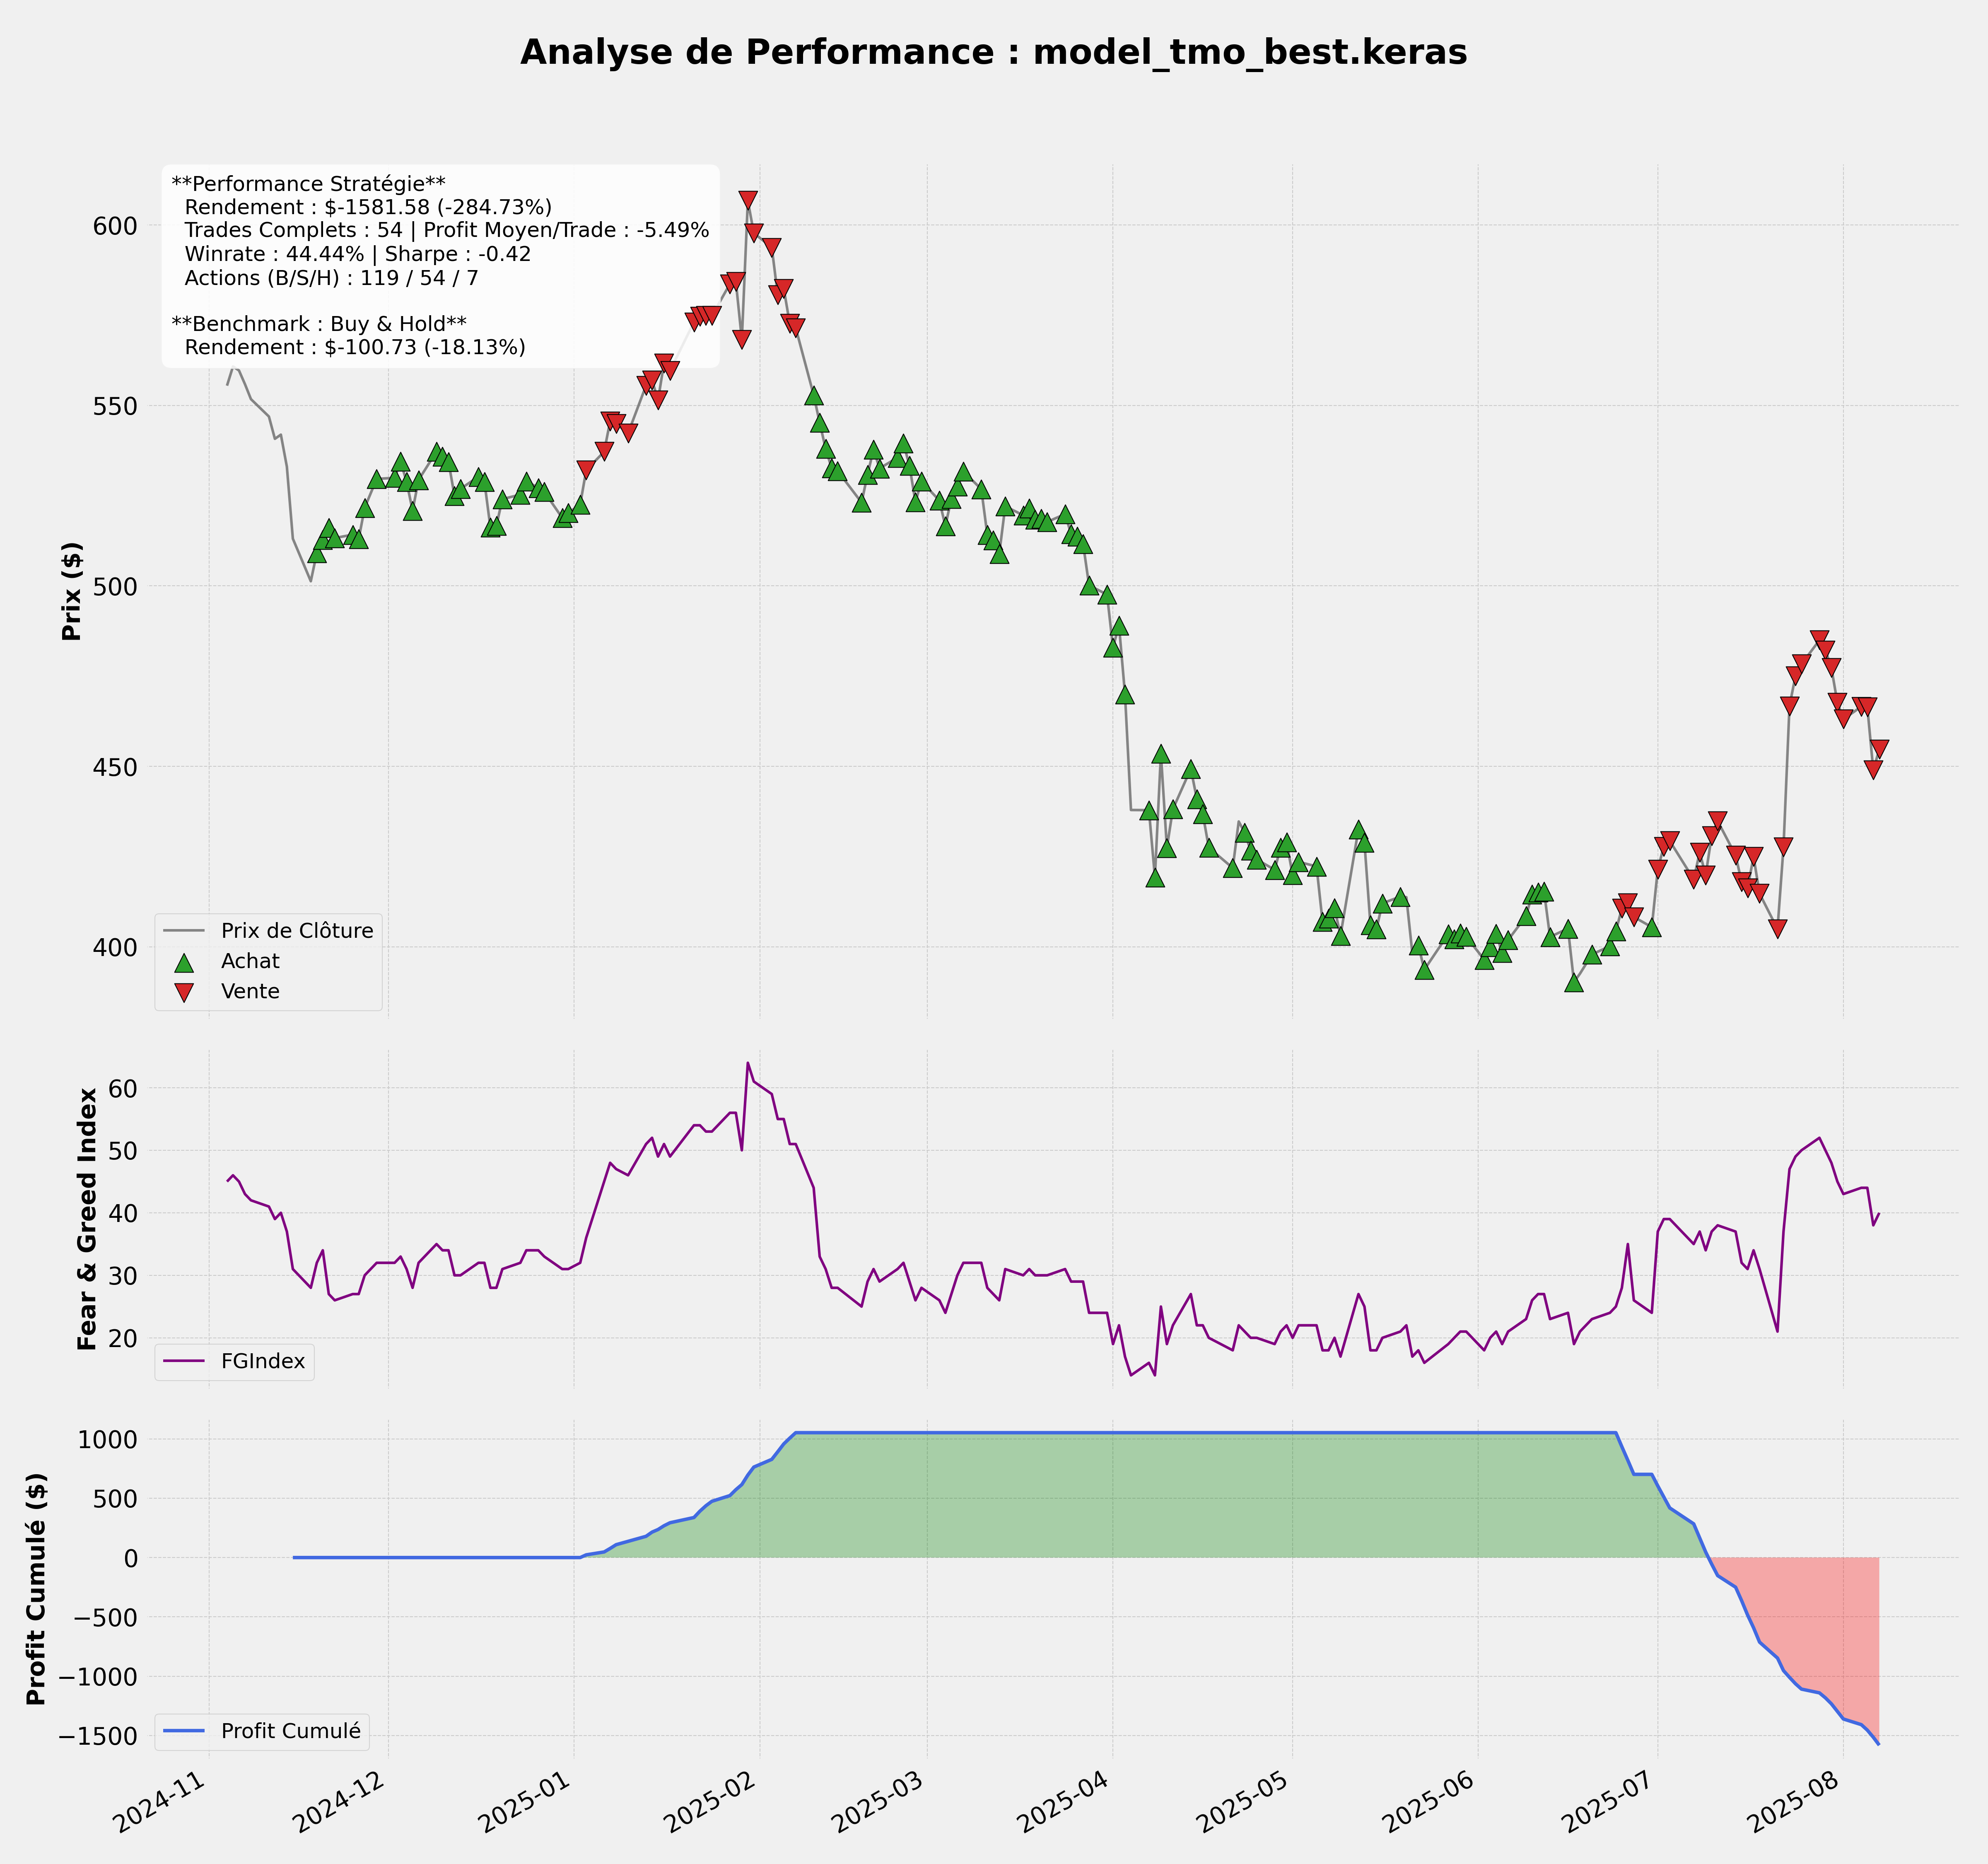 Analyse de Performance : model_tmo_best.keras
**Performance Stratégie**
Rendement : $-1581.58 (-284.73%)
Trades Complets : 54 | Profit Moyen/Trade : -5.49%
Winrate : 44.44% | Sharpe : -0.42
Actions (B/S/H) : 119 / 54 / 7
**Benchmark : Buy & Hold**
Rendement : $-100.73 (-18.13%)
Prix ($)
600
550
500
450
400
Prix de Clôture
Achat
Vente
Fear & Greed Index
60
50
40
30
20
FGIndex
Profit Cumulé ($)
1000
500
0
−500
−1000
−1500
Profit Cumulé
2024-11
2024-12
2025-01
2025-02
2025-03
2025-04
2025-05
2025-06
2025-07
2025-08